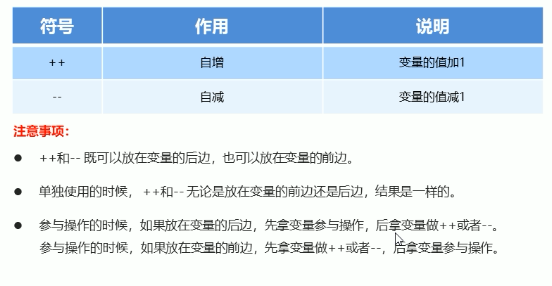 符号 作用 说明
++ 自增 变量的值加1
-- 自减 变量的值减1
注意事项:
● ++和-- 既可以放在变量的后边，也可以放在变量的前边。
● 单独使用的时候， ++和-- 无论是放在变量的前边还是后边，结果是一样的。
● 参与操作的时候，如果放在变量的后边，先拿变量参与操作，后拿变量做++或者--。
参与操作的时候，如果放在变量的前边，先拿变量做++或者--，后拿变量参与操作。